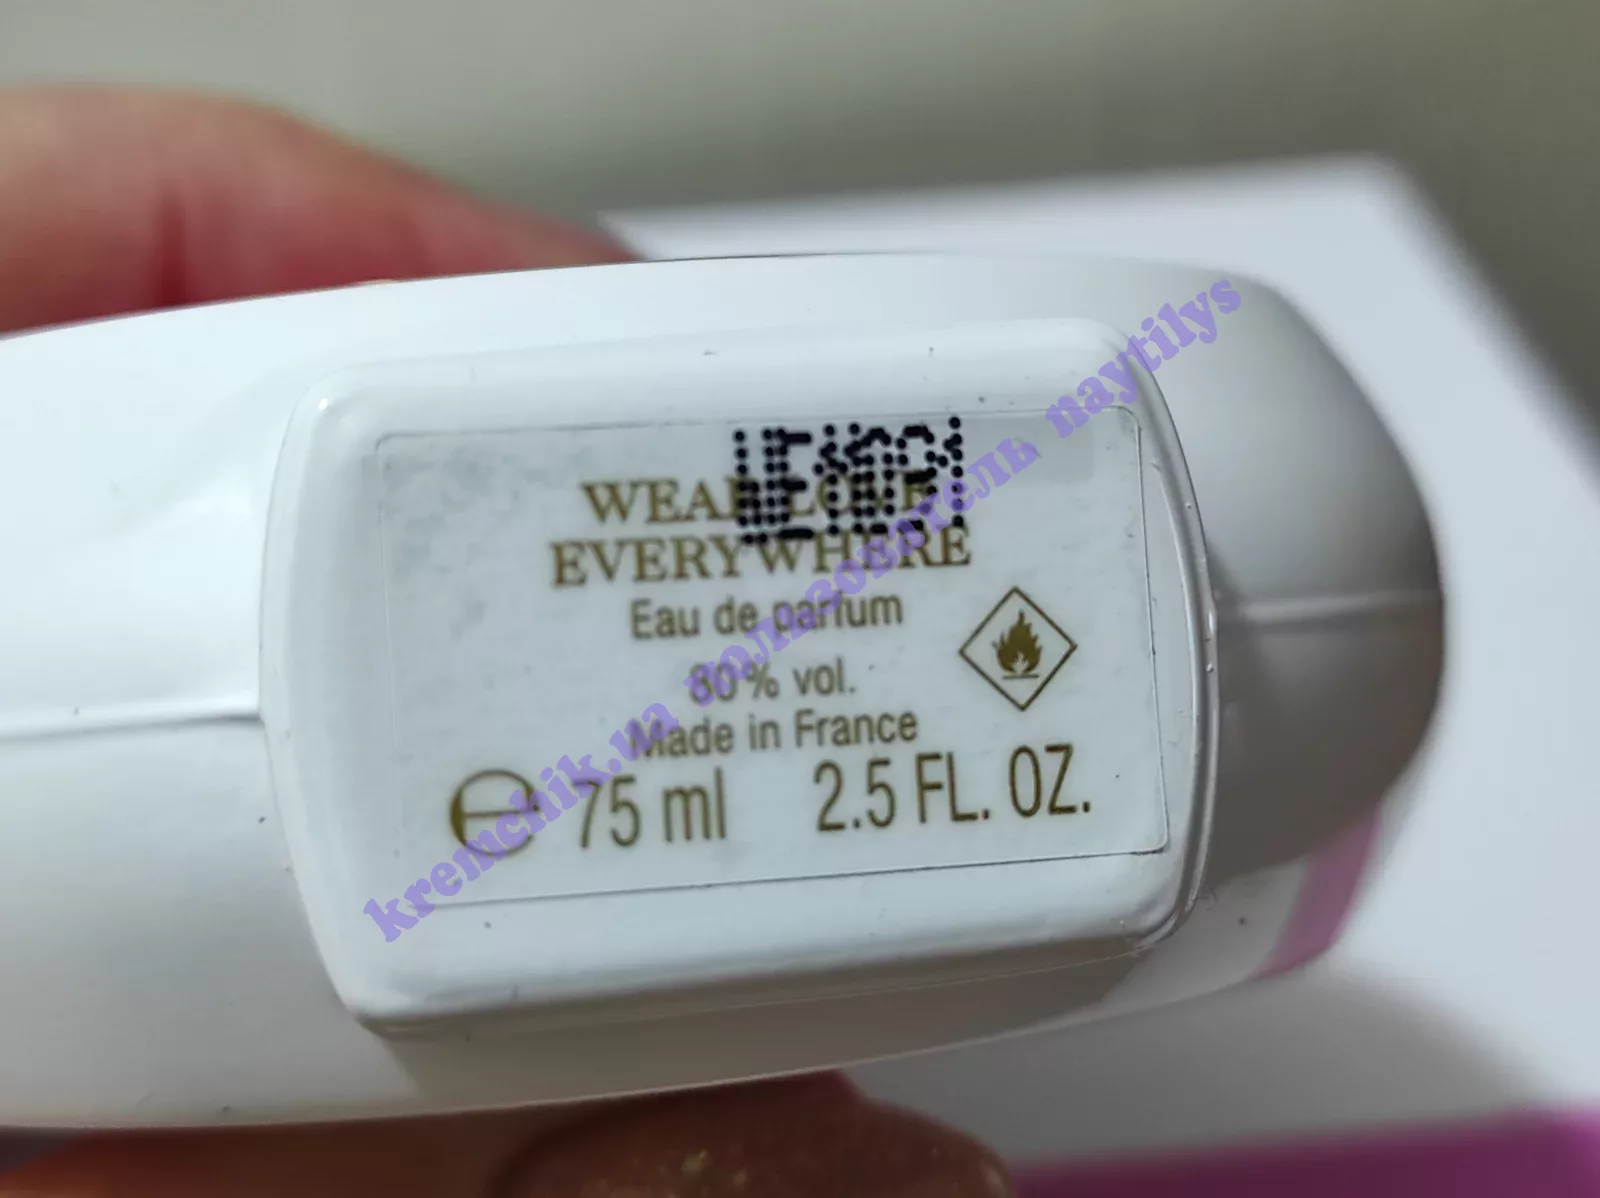 WEAR LOVE
EVERYWHERE
Eau de parfum
80% vol.
Made in France
℮ 75 ml 2.5 FL. OZ.
kremchik.ua пользователь naytilys